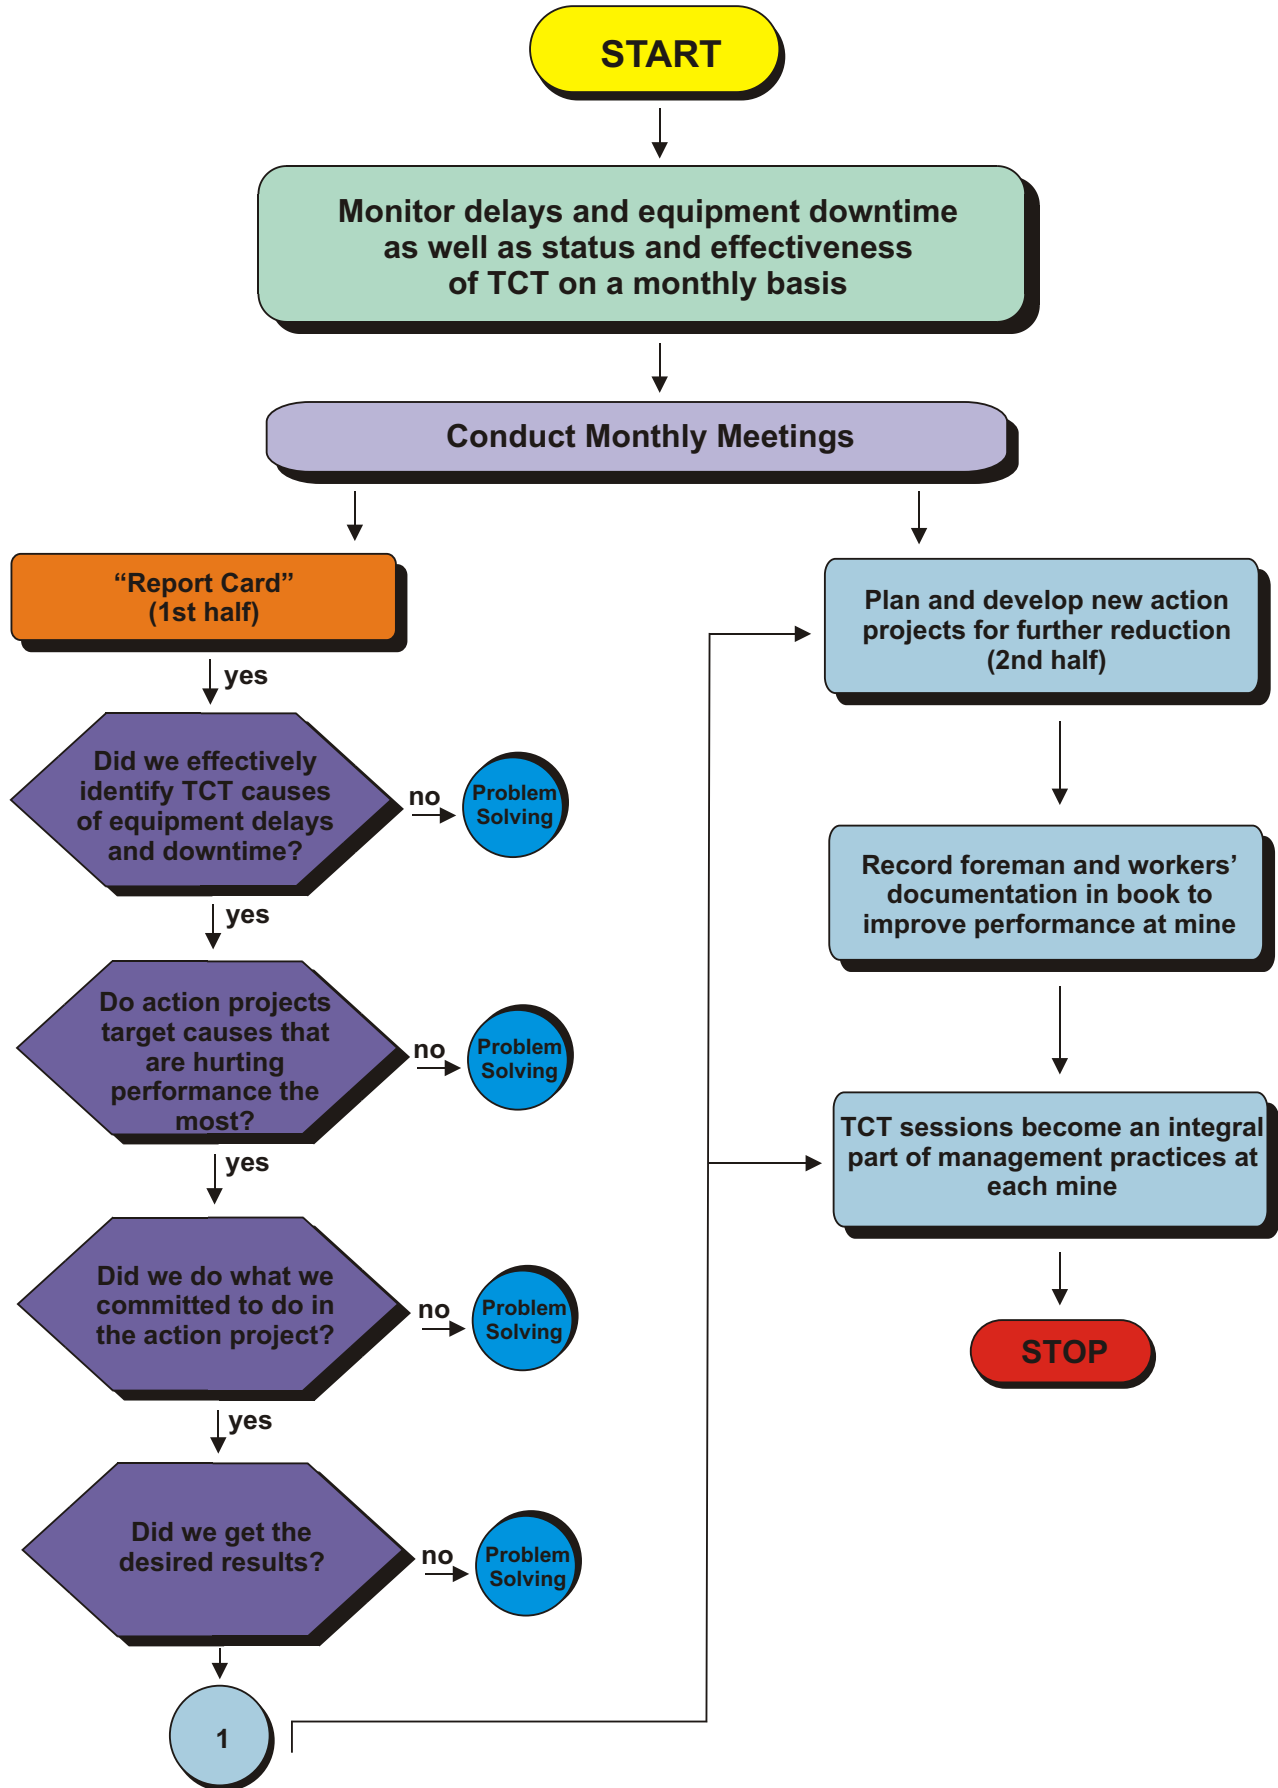 START
Monitor delays and equipment downtime
as well as status and effectiveness
of TCT on a monthly basis
Conduct Monthly Meetings
“Report Card”
(1st half)
yes
Did we effectively
identify TCT causes
of equipment delays
and downtime?
no
Problem
Solving
yes
Do action projects
target causes that
are hurting
performance the
most?
no
Problem
Solving
yes
Did we do what we
committed to do in
the action project?
no
Problem
Solving
yes
Did we get the
desired results?
no
Problem
Solving
1
Plan and develop new action
projects for further reduction
(2nd half)
Record foreman and workers’
documentation in book to
improve performance at mine
TCT sessions become an integral
part of management practices at
each mine
STOP